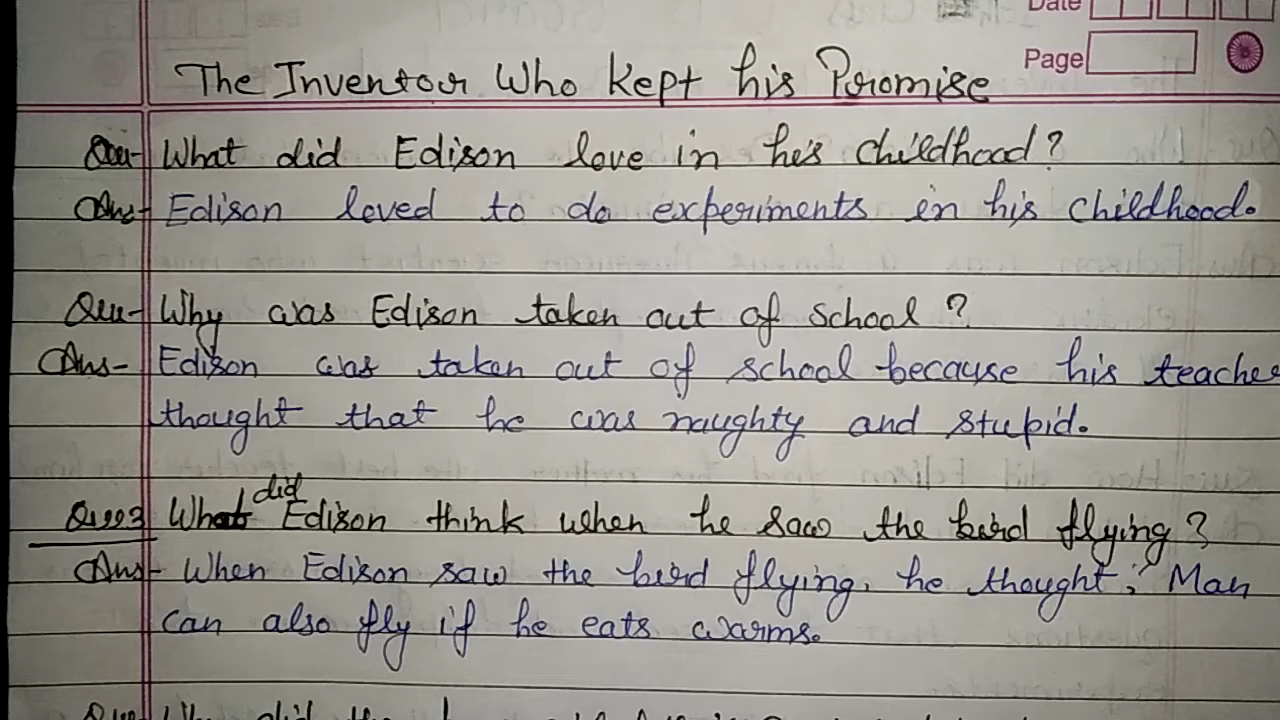 Date
Page
The Inventor Who Kept his Promise
Que- What did Edison love in his childhood?
Ans- Edison loved to do experiments in his childhood.
Que- Why was Edison taken out of school?
Ans- Edison was taken out of school because his teacher
thought that he was naughty and stupid.
Que3 What did Edison think when he saw the bird flying?
Ans- When Edison saw the bird flying, he thought, Man
can also fly if he eats warms.
did the